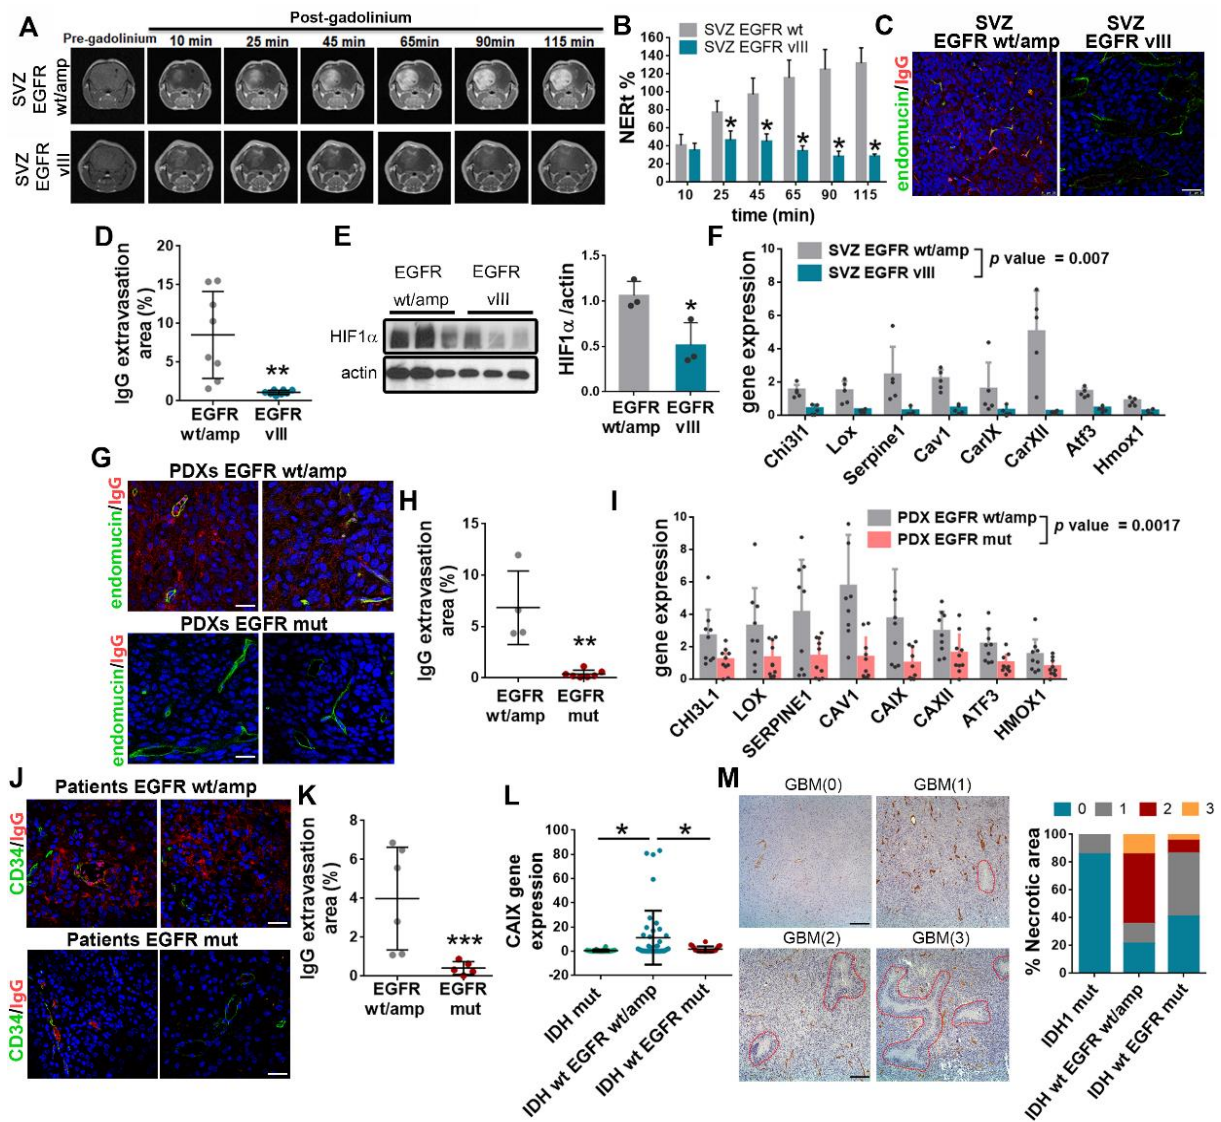 A
Post-gadolinium
Pre-gadolinium 10 min 25 min 45 min 65min 90min 115 min
SVZ EGFR wt/amp
SVZ EGFR vIII
B
SVZ EGFR wt
SVZ EGFR vIII
NERt %
160
140
120
100
80
60
40
20
0
* * * * *
10 25 45 65 90 115
time (min)
C
SVZ EGFR wt/amp
SVZ EGFR vIII
endomucin/IgG
D
IgG extravasation area (%)
20
15
10
5
0
**
EGFR wt/amp
EGFR vIII
E
EGFR wt/amp
EGFR vIII
HIF1α
actin
HIF1α /actin
1.5
1.0
0.5
0.0
*
EGFR wt/amp
EGFR vIII
F
SVZ EGFR wt/amp
SVZ EGFR vIII
p value = 0.007
gene expression
10
8
6
4
2
0
Chi3l1 Lox Serpine1 Cav1 CarIX CarXII Atf3 Hmox1
G
PDXs EGFR wt/amp
endomucin/IgG
PDXs EGFR mut
endomucin/IgG
H
IgG extravasation area (%)
15
10
5
0
**
EGFR wt/amp
EGFR mut
I
PDX EGFR wt/amp
PDX EGFR mut
p value = 0.0017
gene expression
10
8
6
4
2
0
CHI3L1 LOX SERPINE1 CAV1 CAIX CAXII ATF3 HMOX1
J
Patients EGFR wt/amp
CD34/IgG
Patients EGFR mut
CD34/IgG
K
IgG extravasation area (%)
8
6
4
2
0
***
EGFR wt/amp
EGFR mut
L
CAIX gene expression
100
80
60
40
20
0
-20
* *
IDH mut
IDH wt EGFR wt/amp
IDH wt EGFR mut
M
GBM(0)
GBM(1)
GBM(2)
GBM(3)
0 1 2 3
% Necrotic area
100
80
60
40
20
0
IDH1 mut
IDH wt EGFR wt/amp
IDH wt EGFR mut